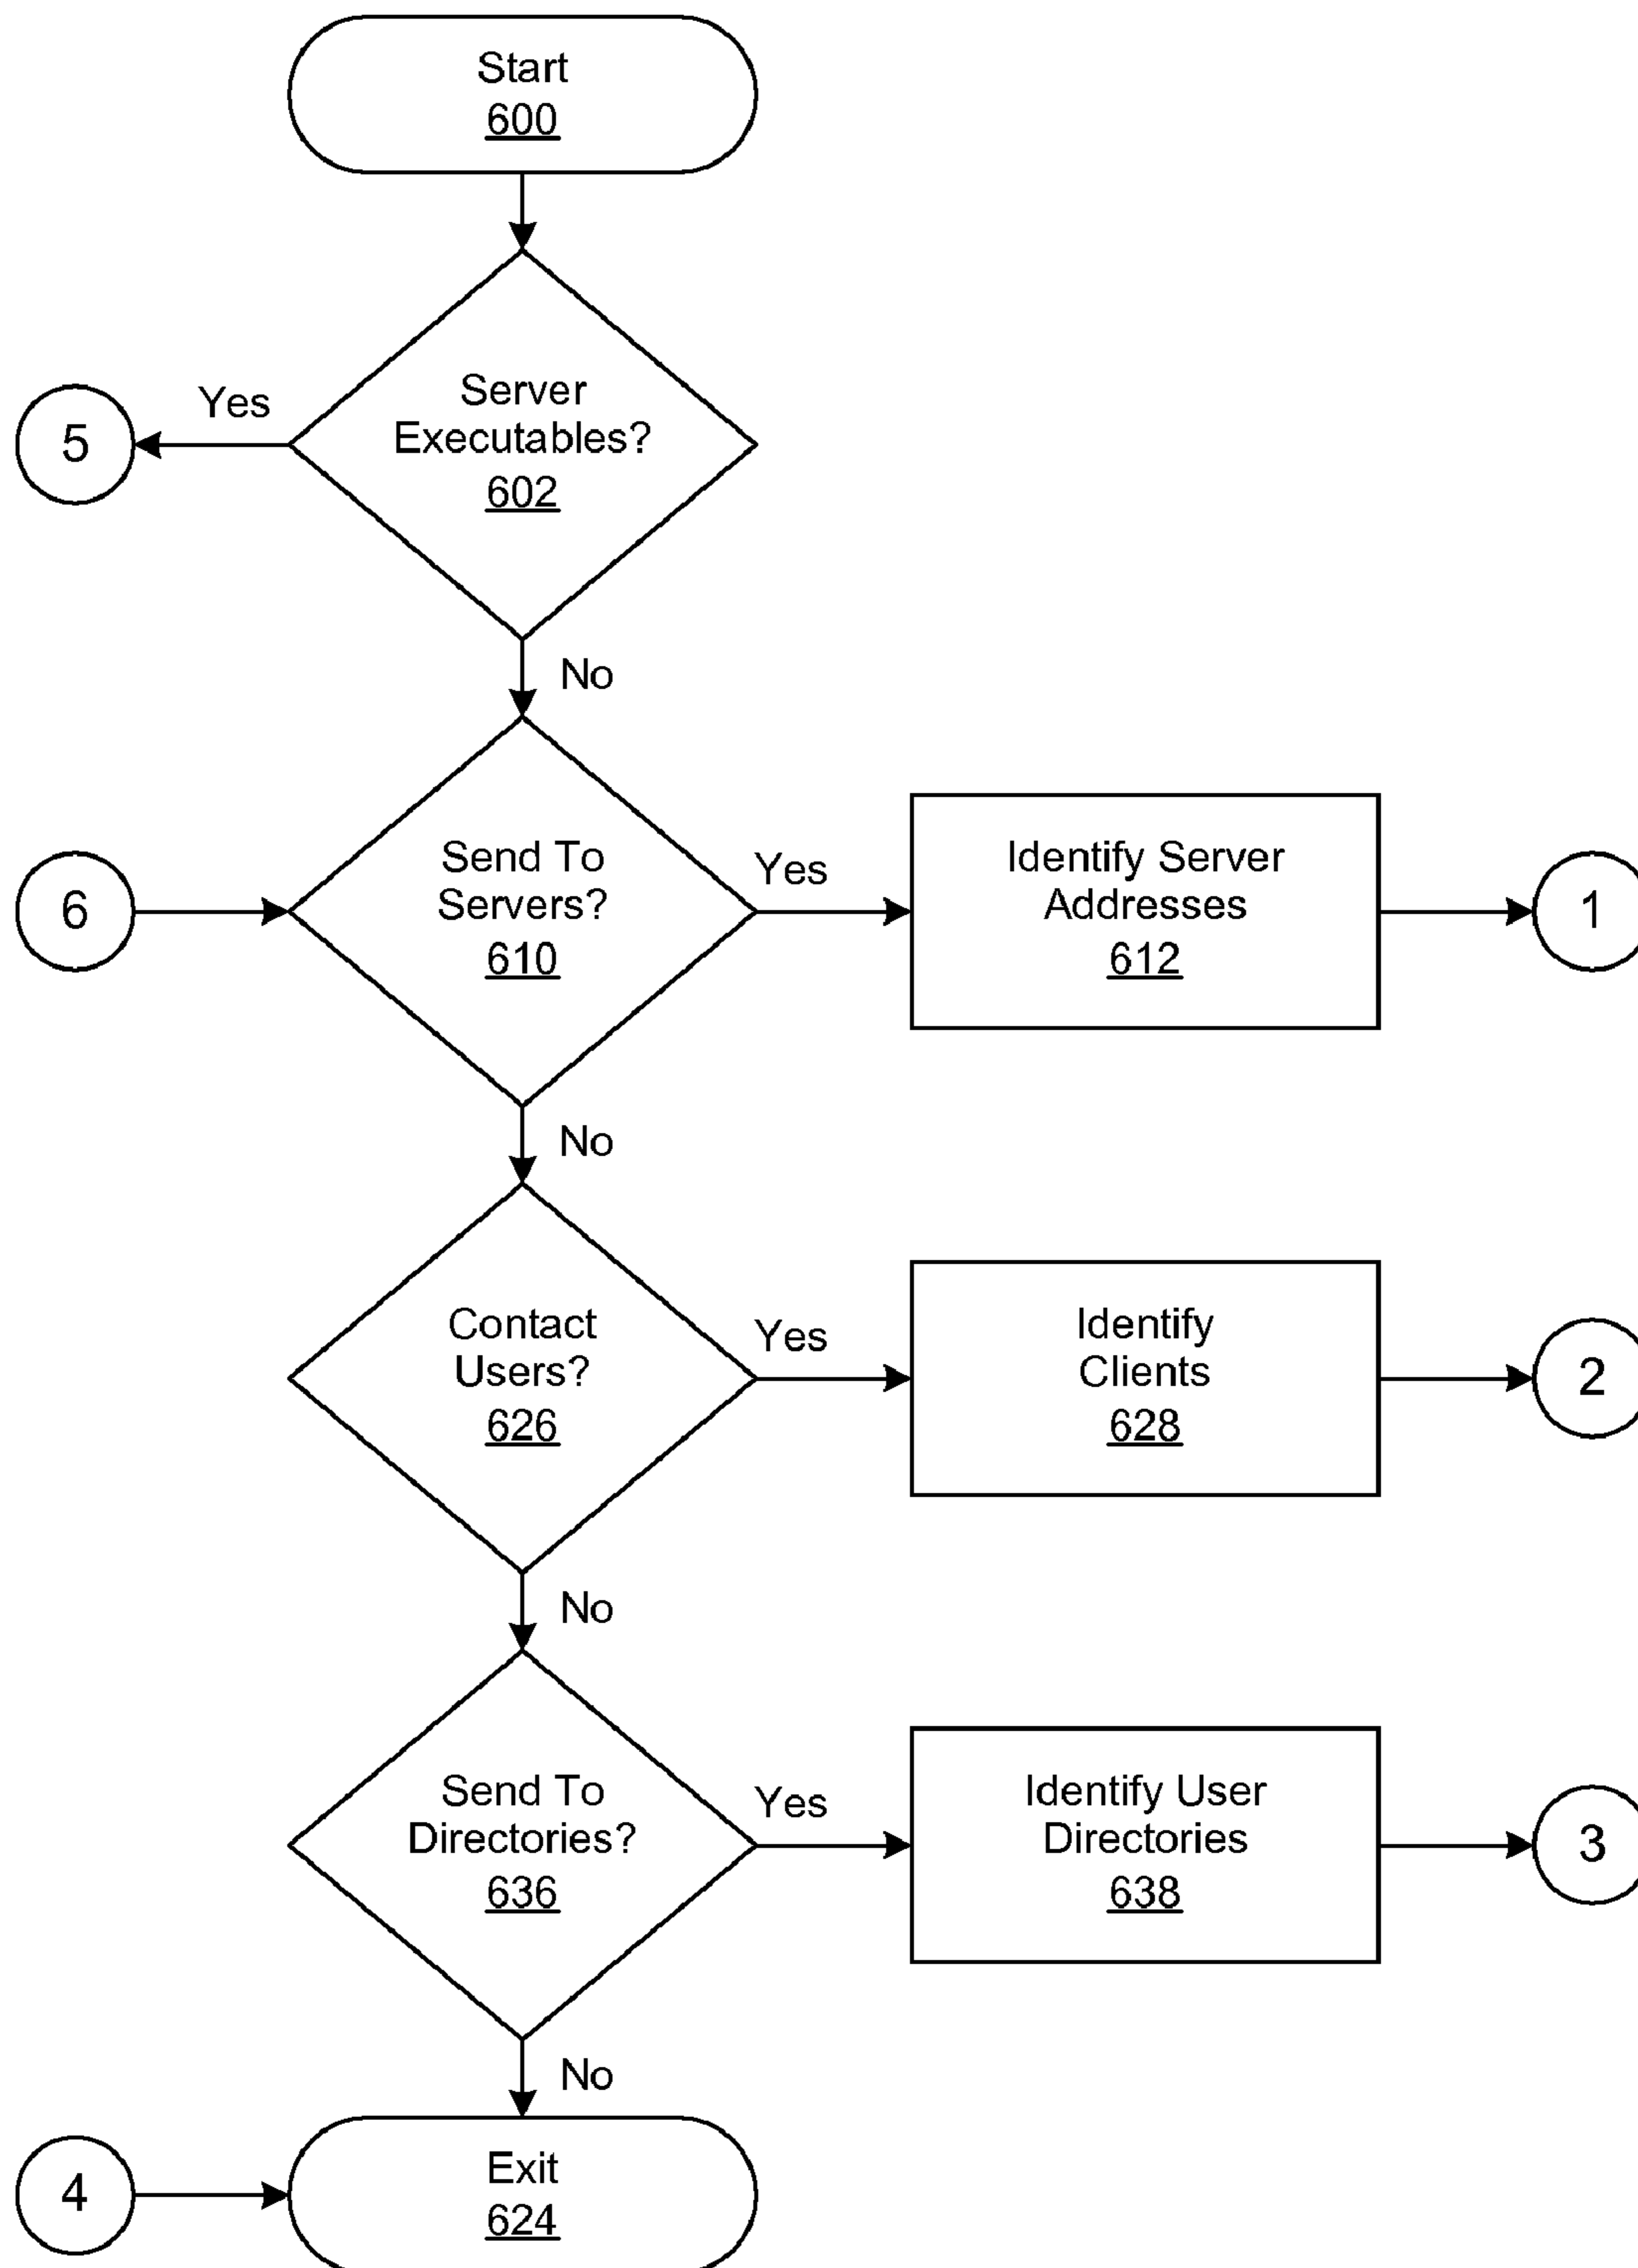 Start
600
Server
Executables?
602
Yes
5
No
6
Send To
Servers?
610
Yes
Identify Server
Addresses
612
1
No
Contact
Users?
626
Yes
Identify
Clients
628
2
No
Send To
Directories?
636
Yes
Identify User
Directories
638
3
No
4
Exit
624